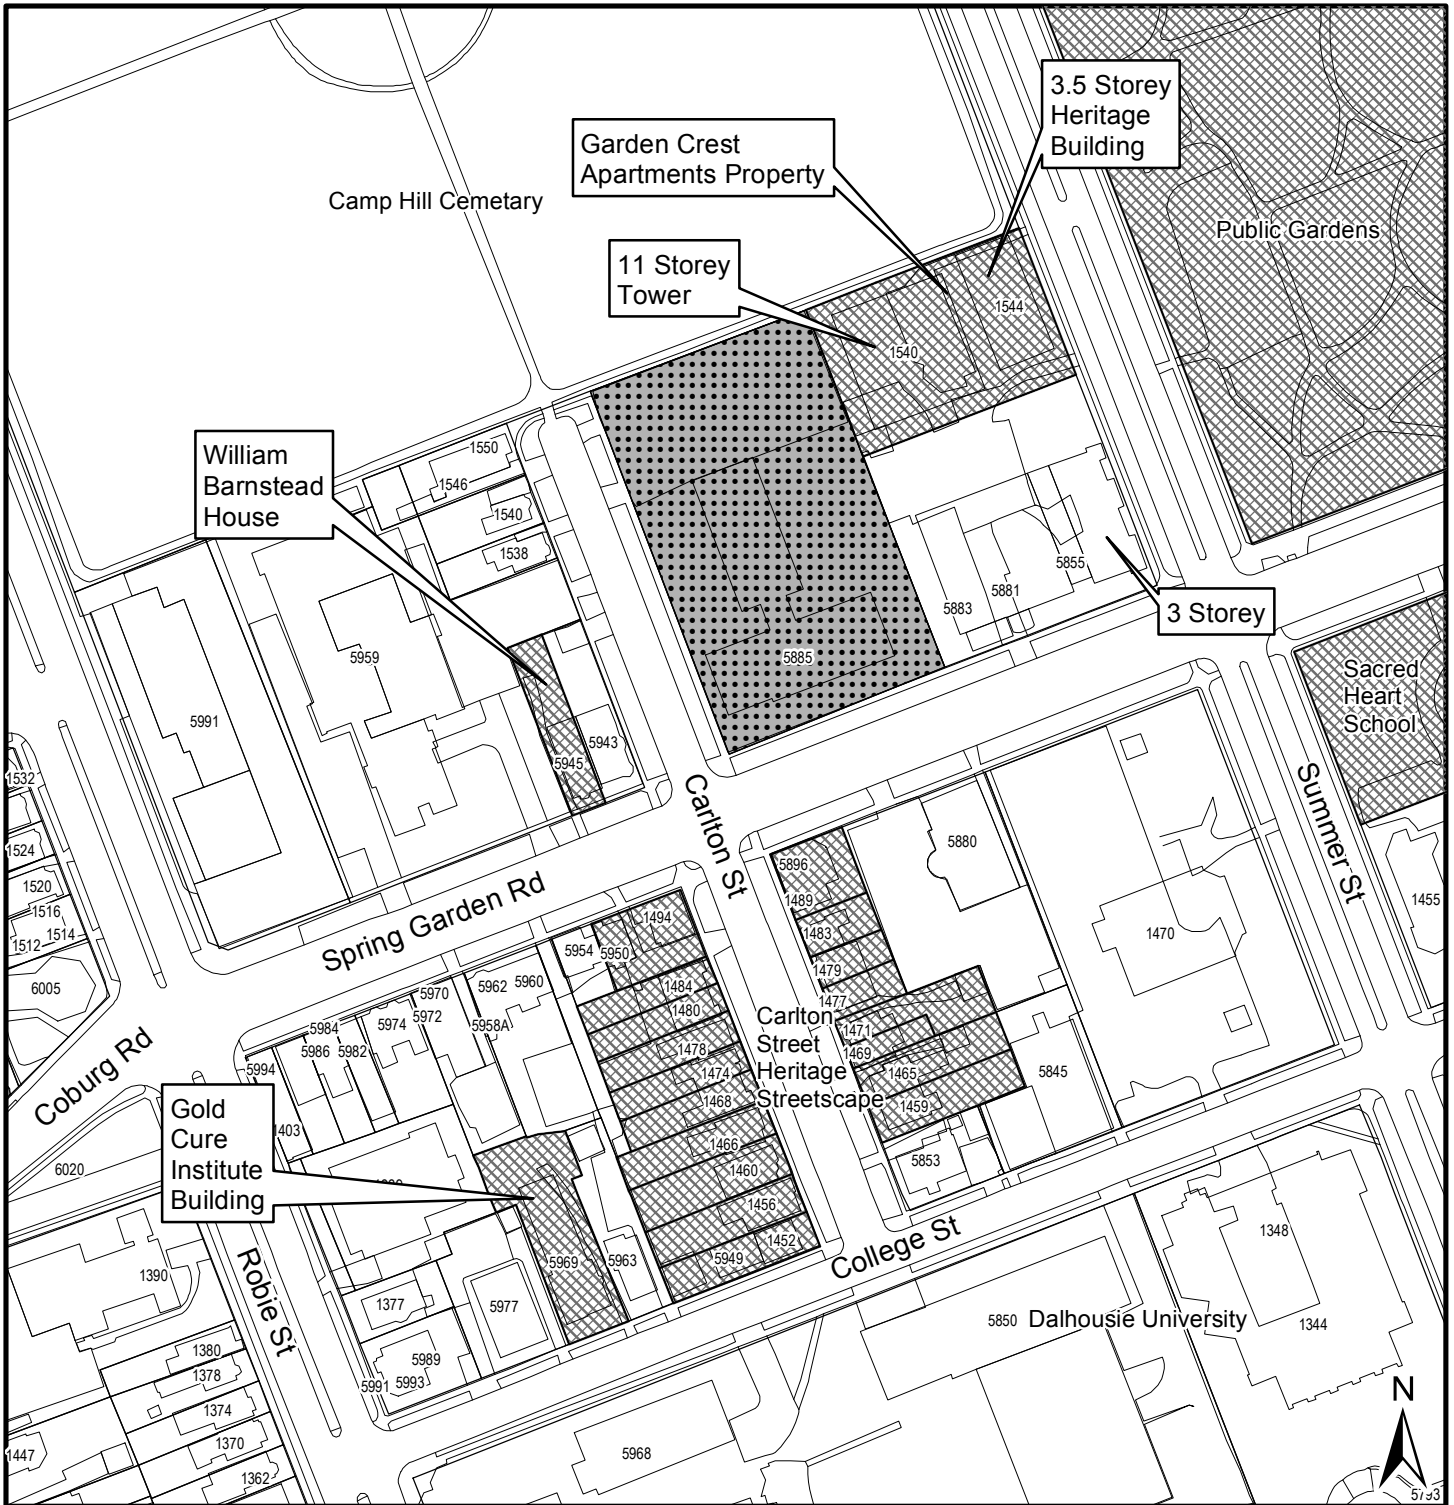 3.5 Storey
Heritage
Building
Garden Crest
Apartments Property
Camp Hill Cemetary
Public Gardens
11 Storey
Tower
1544
1540
William
Barnstead
House
1550
1546
1540
1538
5855
5881
5883
3 Storey
5885
5959
5991
5943
5945
Sacred
Heart
School
1532
1524
1520
1516
1514
1512
6005
Carlton St
Summer St
Spring Garden Rd
Coburg Rd
5880
5896
1489
1483
1479
1477
1471
1469
1465
1459
1470
1455
5954
5950
1494
1484
1480
1478
1474
1468
1466
1460
1456
1452
5949
Carlton
Street
Heritage
Streetscape
5845
5853
5970
5962
5960
5972
5958A
5984
5974
5986
5982
5994
1403
Gold
Cure
Institute
Building
6020
5969
5963
5977
1377
5989
5991
5993
1390
Robie St
College St
1380
1378
1374
1370
1362
1447
5968
5850
Dalhousie University
1348
1344
N
5793